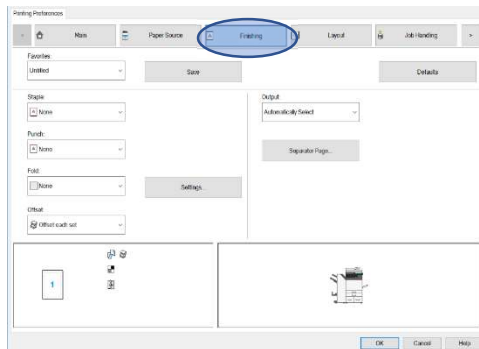 Printing Preferences
Main
Paper Source
Finishing
Layout
Job Handling
Favorites:
Untitled
Save
Defaults
Staple:
None
Output:
Automatically Select
Punch:
None
Separator Page...
Fold:
None
Settings...
Offset:
Offset each set
1
OK
Cancel
Help